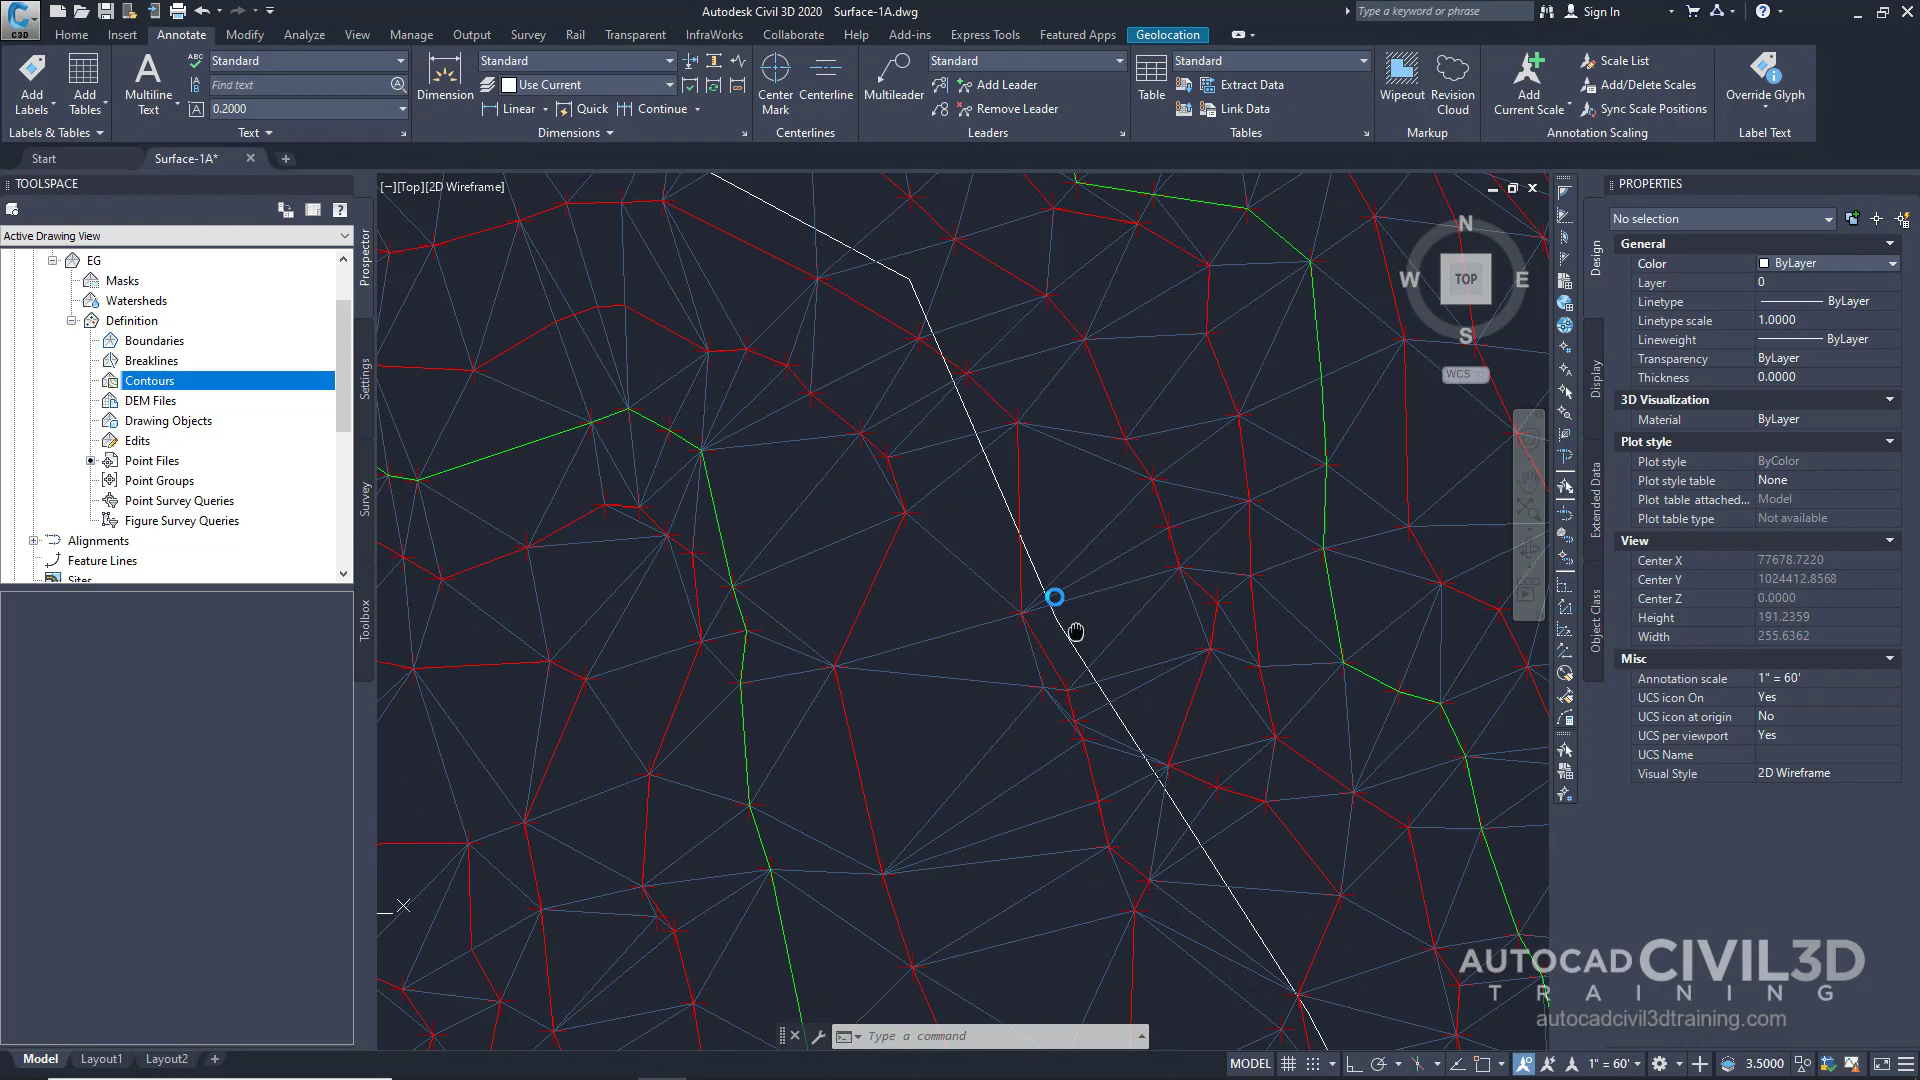 Autodesk Civil 3D 2020 Surface-1A.dwg
Type a keyword or phrase
Sign In
C3D
Home Insert Annotate Modify Analyze View Manage Output Survey Rail Transparent InfraWorks Collaborate Help Add-ins Express Tools Featured Apps Geolocation
Add Labels
Add Tables
Labels & Tables
Multiline Text
ABC
Standard
Find text
0.2000
Text
Dimension
Standard
Use Current
Linear Quick Continue
Dimensions
Center Mark
Centerline
Centerlines
Multileader
Standard
Add Leader
Remove Leader
Leaders
Table
Standard
Extract Data
Link Data
Tables
Wipeout
Revision Cloud
Markup
Add Current Scale
Scale List
Add/Delete Scales
Sync Scale Positions
Annotation Scaling
Override Glyph
Label Text
Start
Surface-1A*
TOOLSPACE
Active Drawing View
EG
Masks
Watersheds
Definition
Boundaries
Breaklines
Contours
DEM Files
Drawing Objects
Edits
Point Files
Point Groups
Point Survey Queries
Figure Survey Queries
Alignments
Feature Lines
Sites
Prospector
Settings
Survey
Toolbox
[−][Top][2D Wireframe]
N
W
TOP
E
S
WCS
PROPERTIES
No selection
Design
Display
Extended Data
Object Class
General
Color ByLayer
Layer 0
Linetype ByLayer
Linetype scale 1.0000
Lineweight ByLayer
Transparency ByLayer
Thickness 0.0000
3D Visualization
Material ByLayer
Plot style
Plot style ByColor
Plot style table None
Plot table attached... Model
Plot table type Not available
View
Center X 77678.7220
Center Y 1024412.8568
Center Z 0.0000
Height 191.2359
Width 255.6362
Misc
Annotation scale 1" = 60'
UCS icon On Yes
UCS icon at origin No
UCS per viewport Yes
UCS Name
Visual Style 2D Wireframe
AUTOCAD CIVIL3D
TRAINING
autocadcivil3dtraining.com
Type a command
Model Layout1 Layout2
MODEL
1" = 60'
3.5000